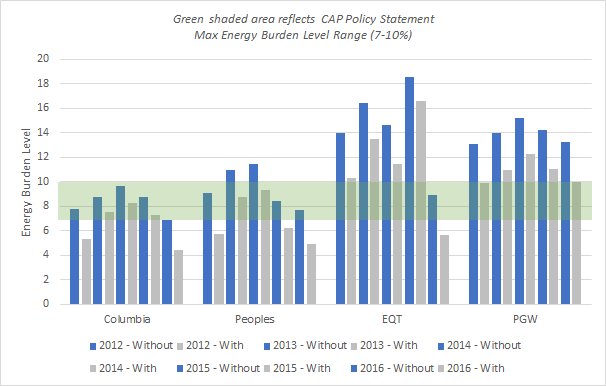 Green shaded area reflects CAP Policy Statement
Max Energy Burden Level Range (7-10%)
20
18
16
14
12
10
8
6
4
2
0
Energy Burden Level
Columbia Peoples EQT PGW
2012 - Without 2012 - With 2013 - Without 2013 - With 2014 - Without
2014 - With 2015 - Without 2015 - With 2016 - Without 2016 - With